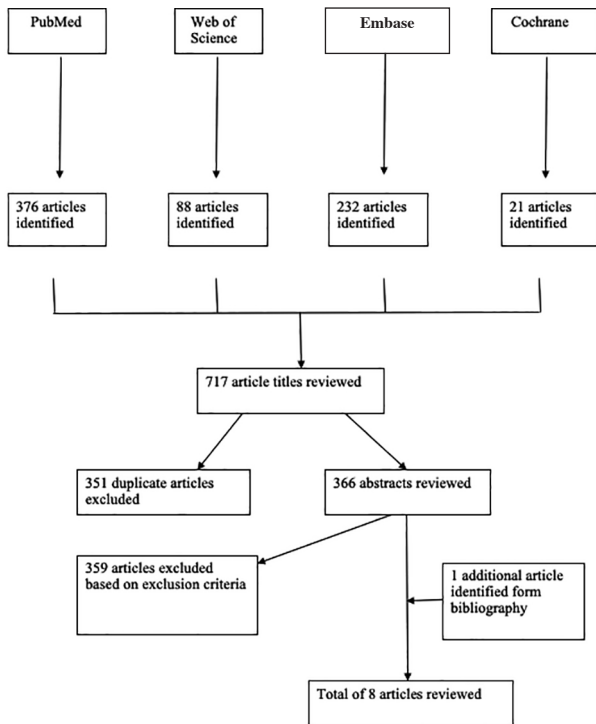 PubMed
Web of
Science
Embase
Cochrane
376 articles
identified
88 articles
identified
232 articles
identified
21 articles
identified
717 article titles reviewed
351 duplicate articles
excluded
366 abstracts reviewed
359 articles excluded
based on exclusion criteria
1 additional article
identified form
bibliography
Total of 8 articles reviewed